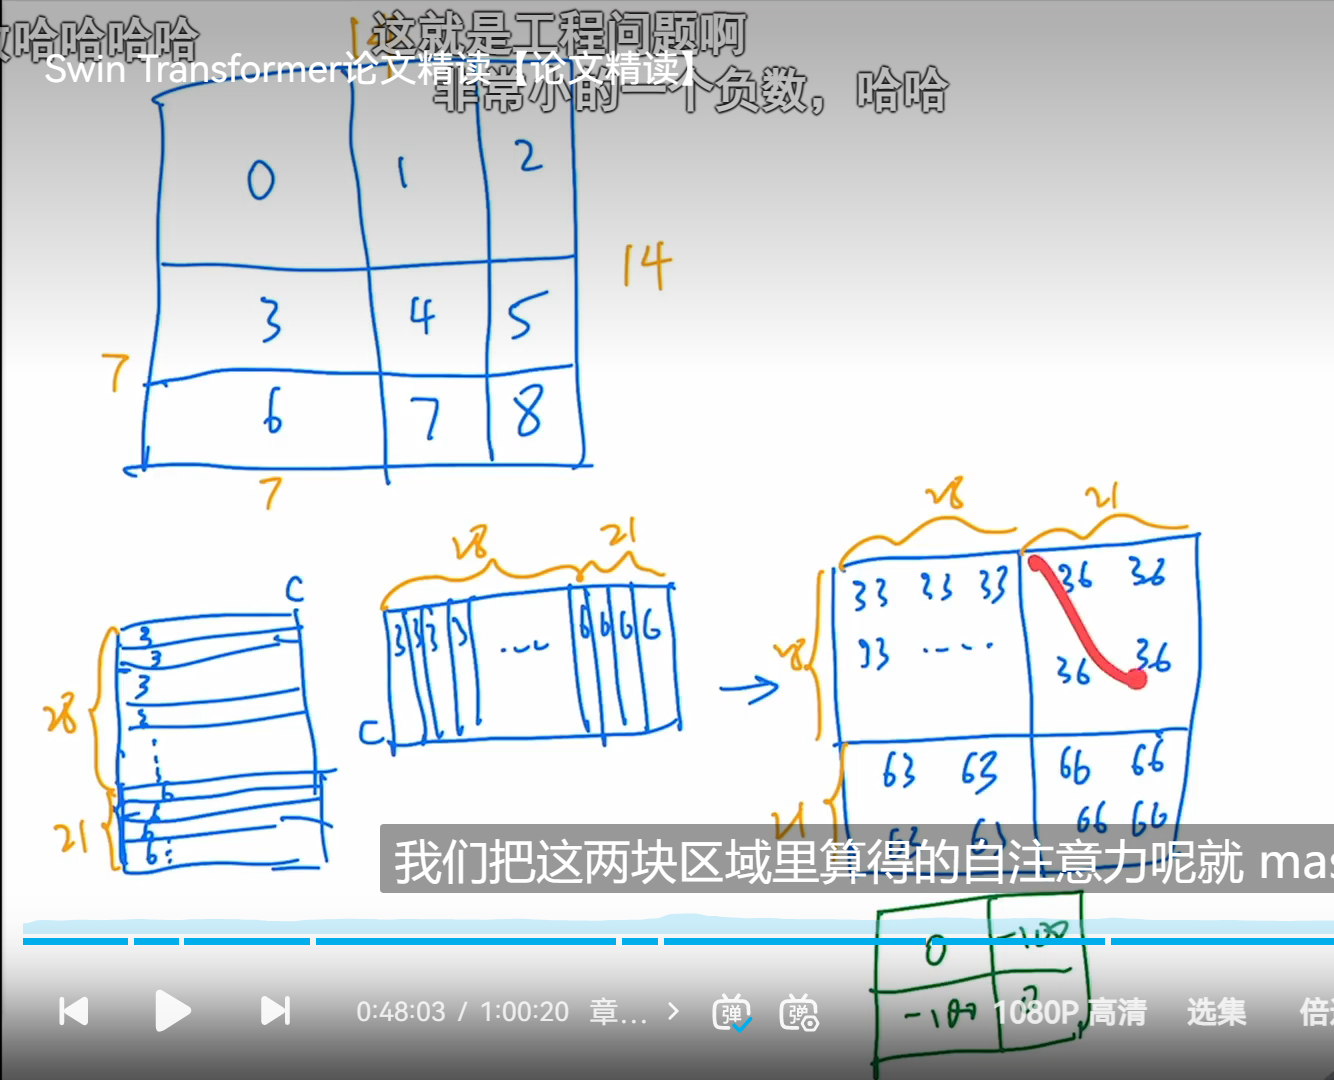 哈哈哈哈
这就是工程问题啊
14
Swin Transformer论文精读【论文精读】
非常小的一个负数，哈哈
0 1 2
14
3 4 5
7
6 7 8
7
28 21
28 21
C
3
3
3
3
28
6
6
6
6
21
3 3 3 3 ... 6 6 6 6
C
28
21
33 33 33 36 36
33 .... 36 36
63 63 66 66
66 66
63 63
我们把这两块区域里算得的自注意力呢就 mas
0 -100
-100 0
0:48:03 / 1:00:20 章... 弹 弹 1080P 高清 选集